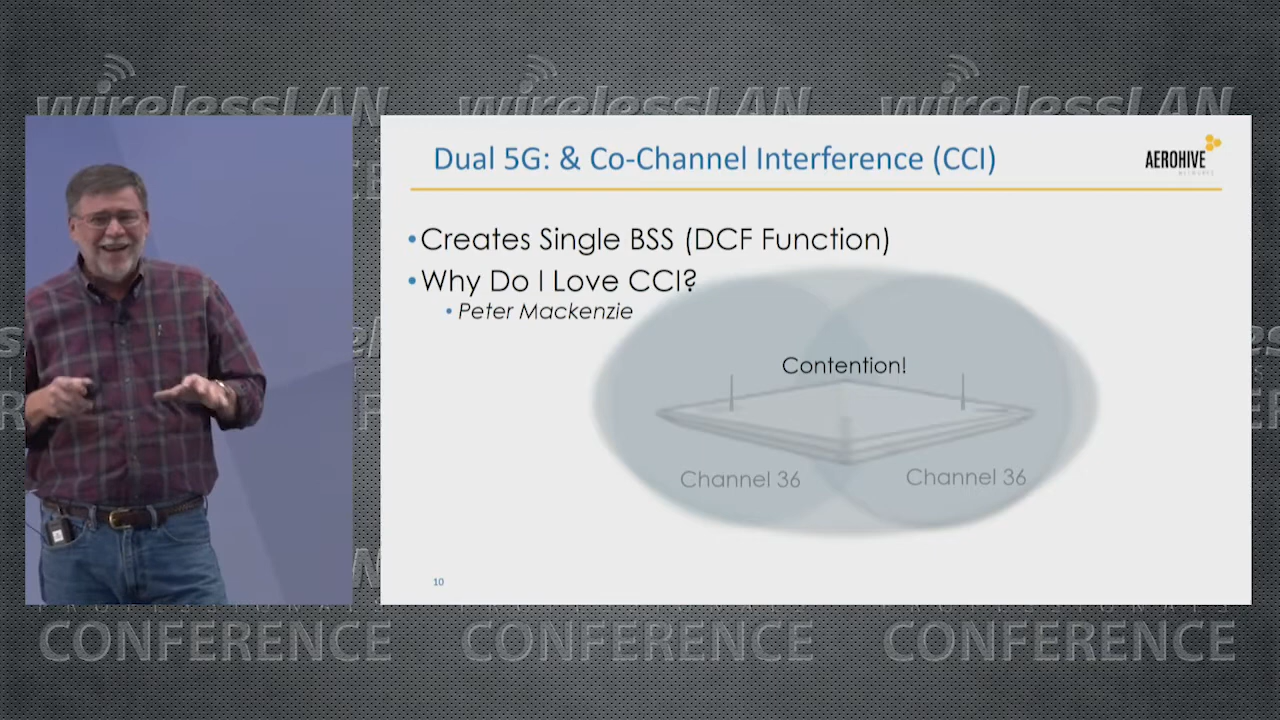 wirelessLAN wirelessLAN wirelessLAN
Dual 5G: & Co-Channel Interference (CCI)
AEROHIVE
NETWORKS
•Creates Single BSS (DCF Function)
•Why Do I Love CCI?
• Peter Mackenzie
Contention!
Channel 36
Channel 36
10
CONFERENCE CONFERENCE CONFERENCE